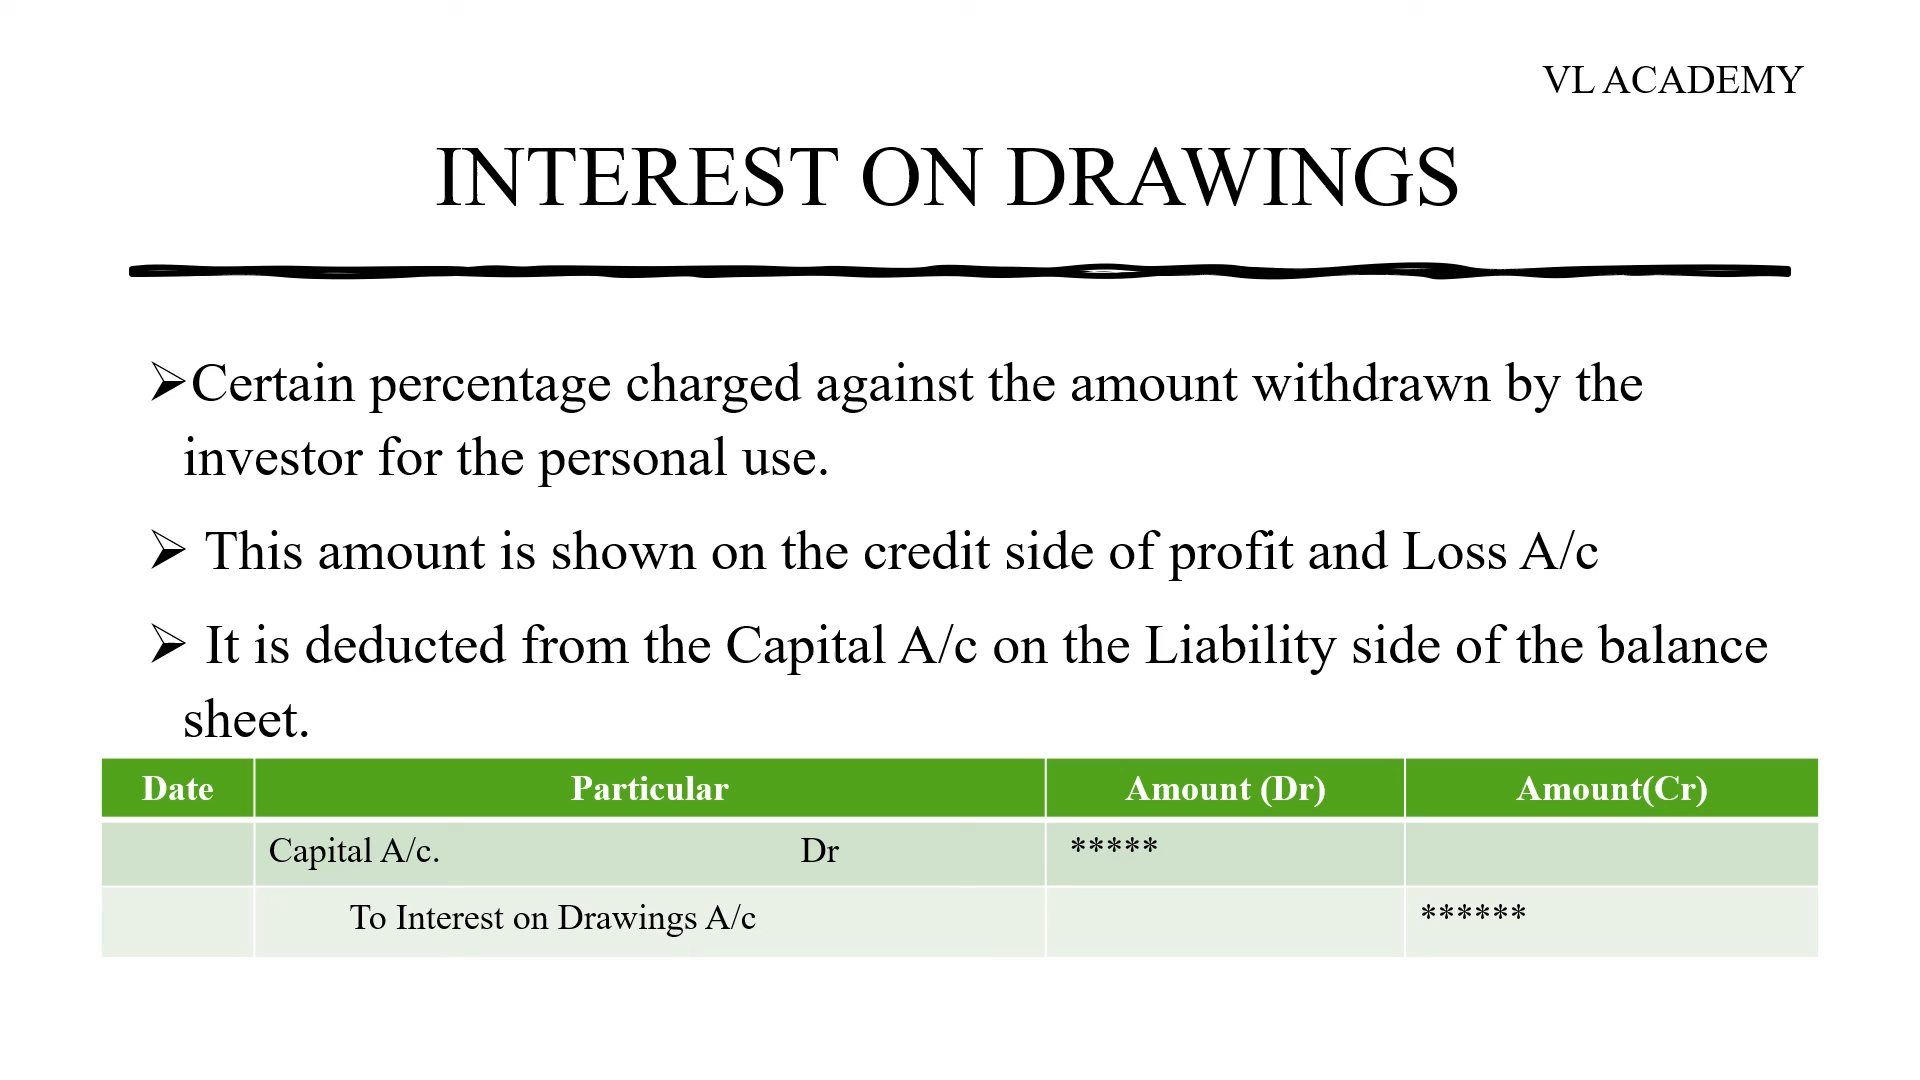 VL ACADEMY
INTEREST ON DRAWINGS
➢Certain percentage charged against the amount withdrawn by the
investor for the personal use.
➢ This amount is shown on the credit side of profit and Loss A/c
➢ It is deducted from the Capital A/c on the Liability side of the balance
sheet.
Date Particular Amount (Dr) Amount(Cr)
Capital A/c. Dr *****
To Interest on Drawings A/c ******